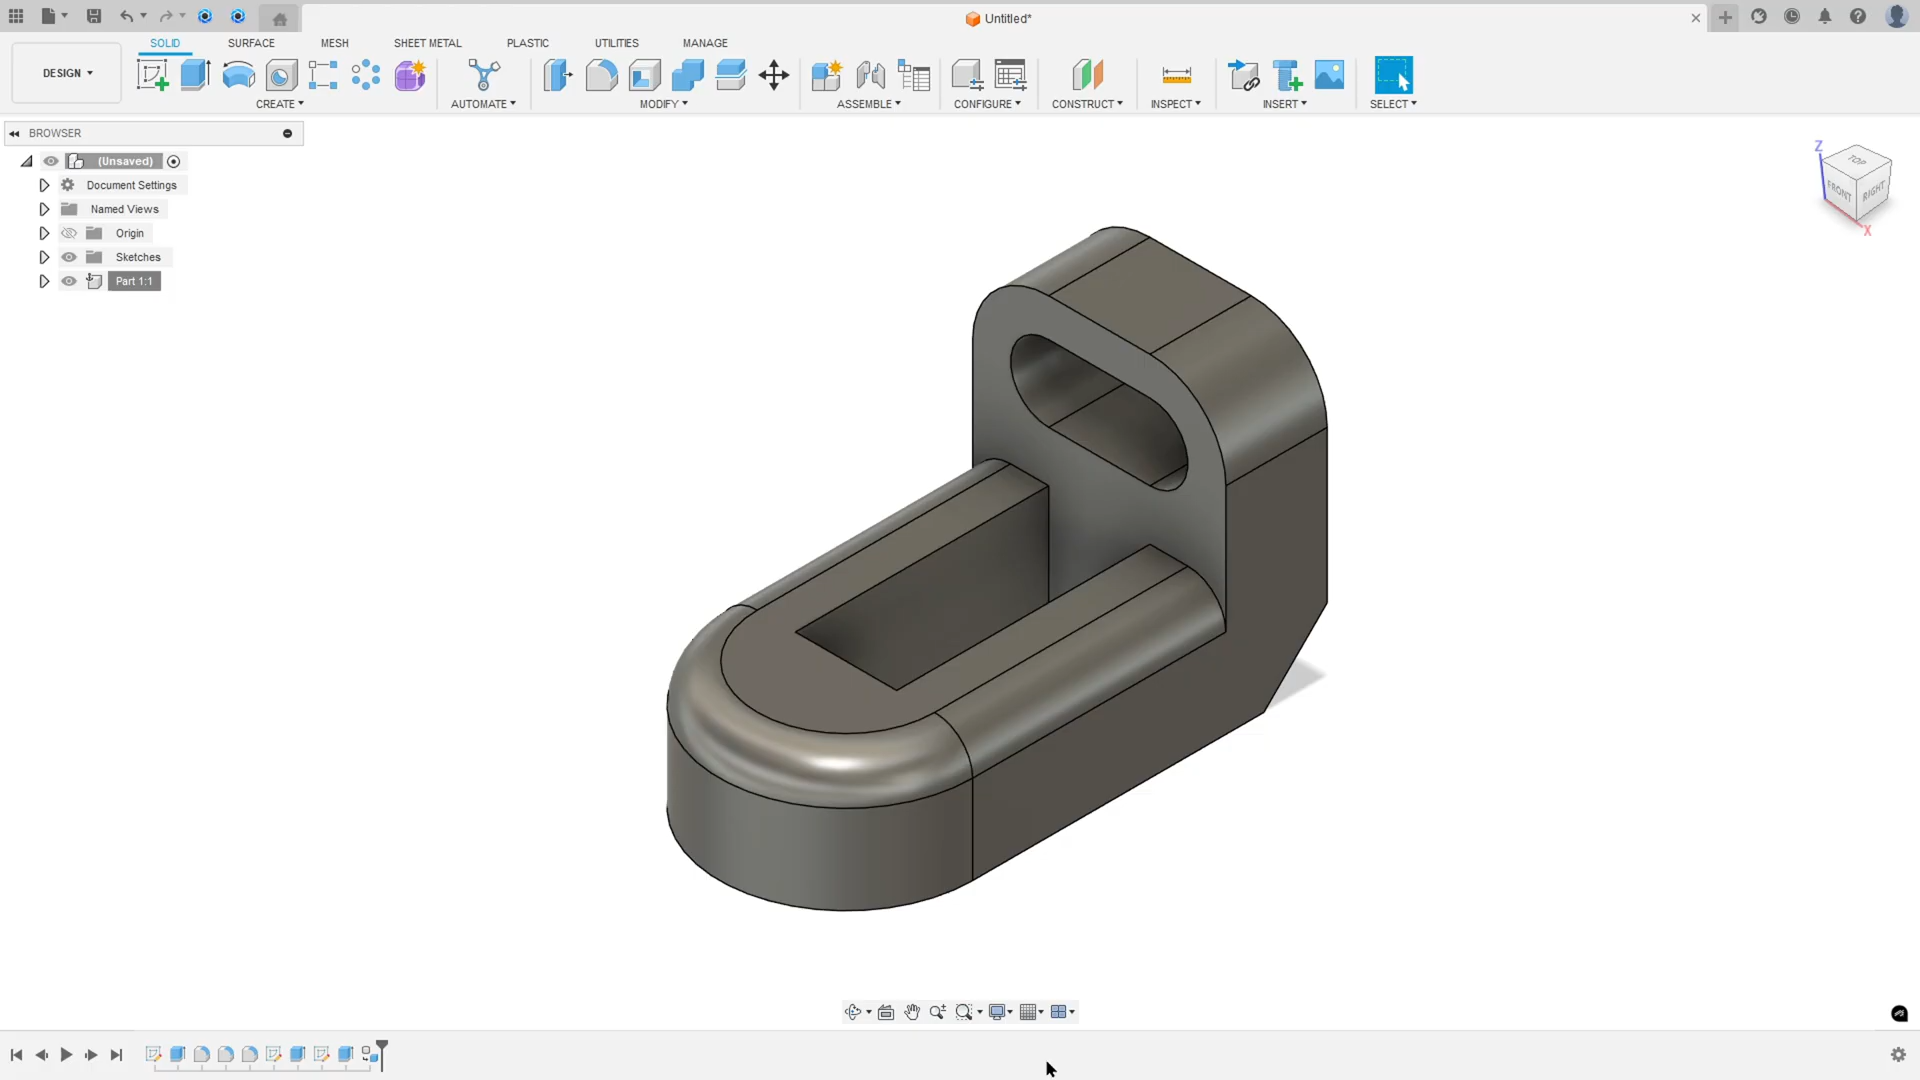 Untitled*
SOLID SURFACE MESH SHEET METAL PLASTIC UTILITIES MANAGE
DESIGN
CREATE AUTOMATE MODIFY ASSEMBLE CONFIGURE CONSTRUCT INSPECT INSERT SELECT
BROWSER
(Unsaved)
Document Settings
Named Views
Origin
Sketches
Part 1:1
Z
TOP
FRONT RIGHT
X